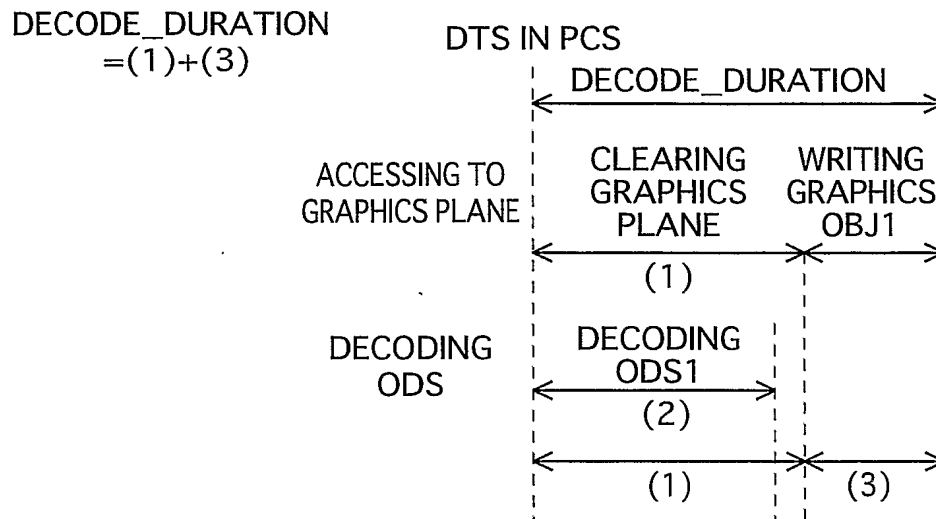 DECODE_DURATION
=(1)+(3)
DTS IN PCS
DECODE_DURATION
ACCESSING TO
GRAPHICS PLANE
CLEARING
GRAPHICS
PLANE
WRITING
GRAPHICS
OBJ1
(1)
DECODING
ODS
DECODING
ODS1
(2)
(1)
(3)